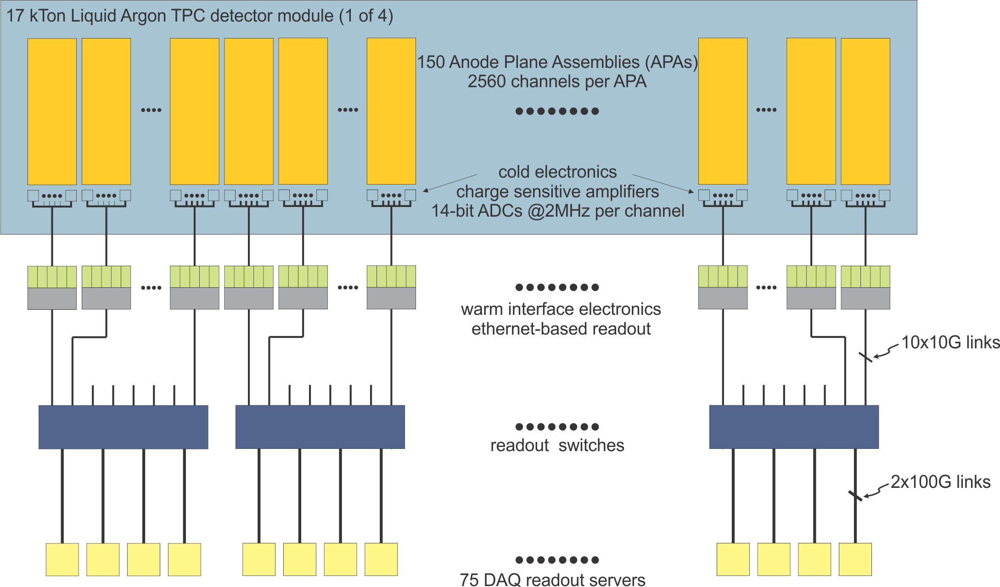 17 kTon Liquid Argon TPC detector module (1 of 4)
150 Anode Plane Assemblies (APAs)
2560 channels per APA
cold electronics
charge sensitive amplifiers
14-bit ADCs @2MHz per channel
warm interface electronics
ethernet-based readout
10x10G links
readout switches
2x100G links
75 DAQ readout servers